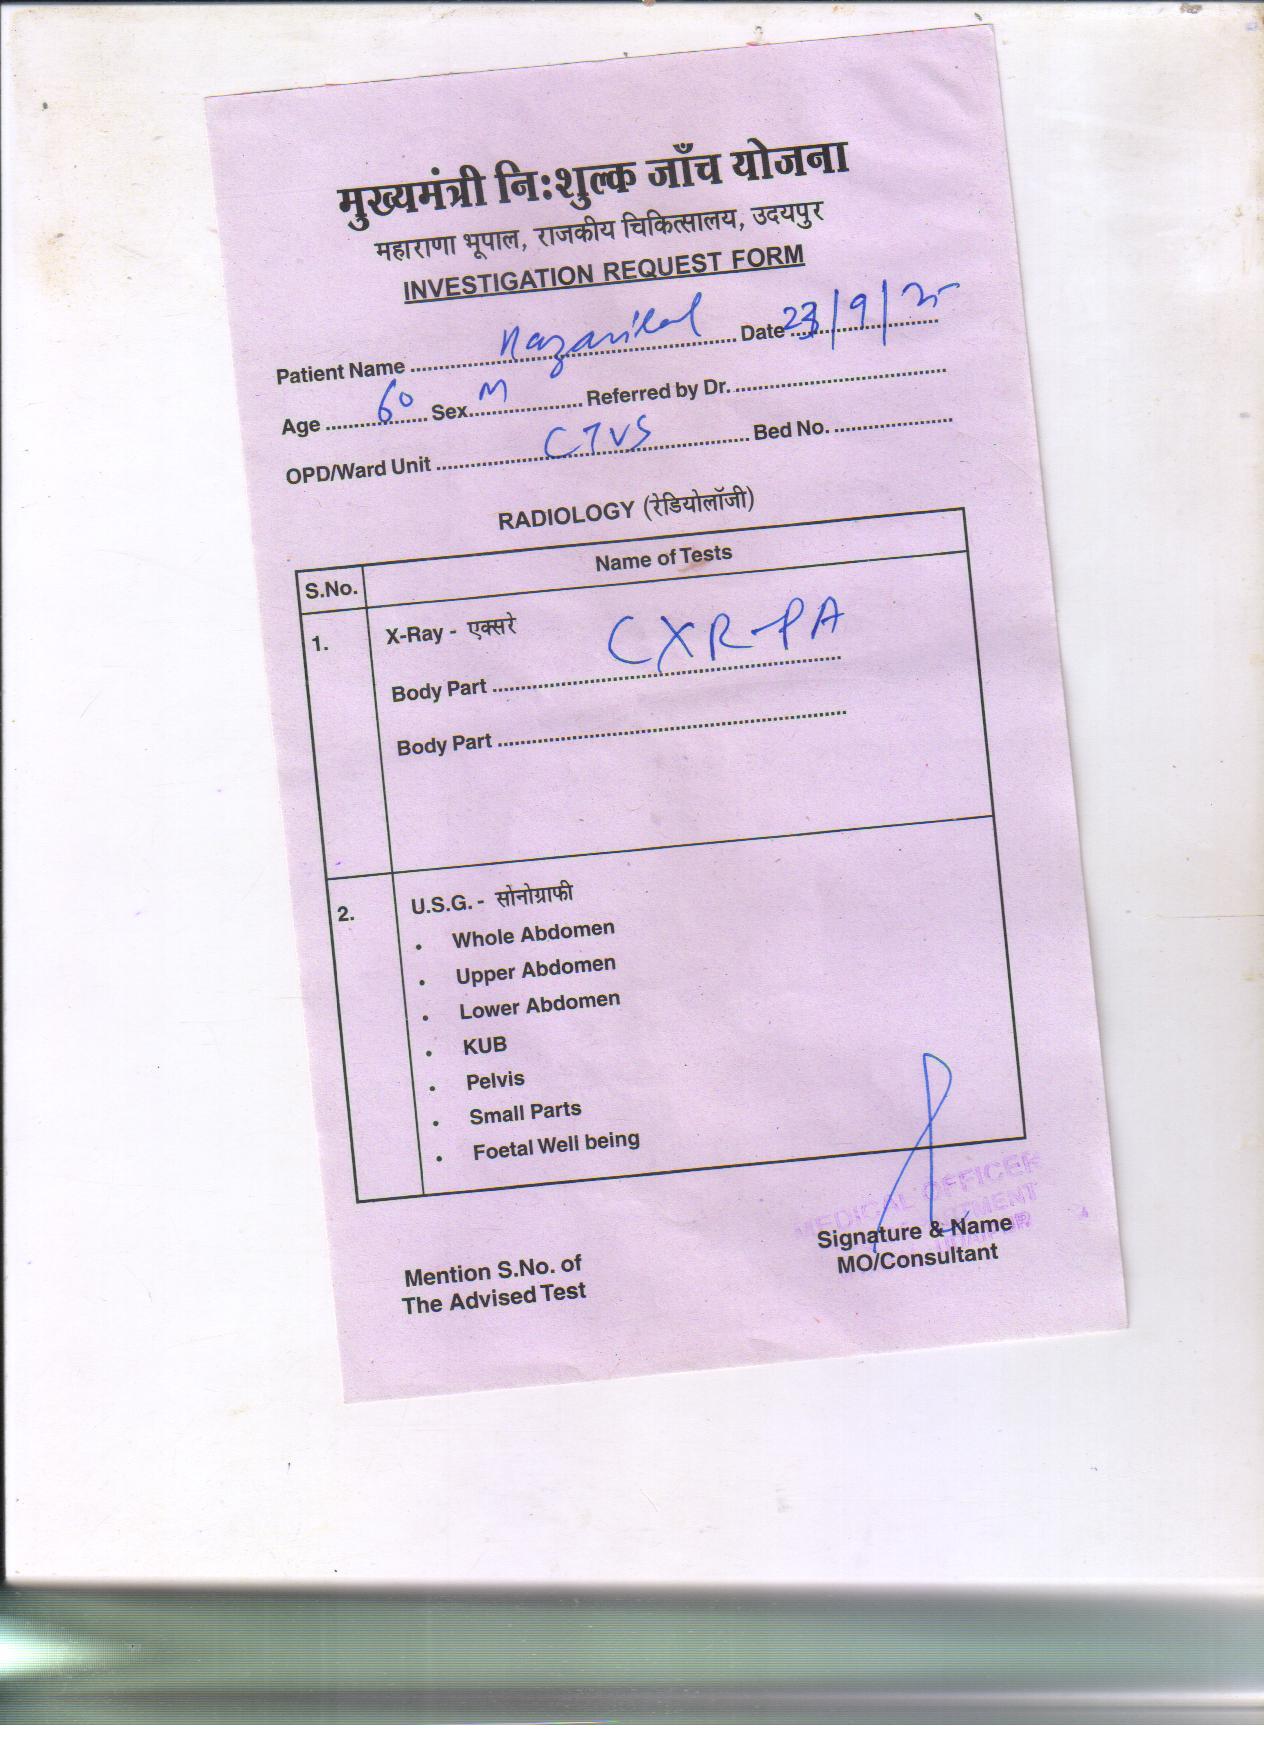 मुख्यमंत्री निःशुल्क जाँच योजना
महाराणा भूपाल, राजकीय चिकित्सालय, उदयपुर
INVESTIGATION REQUEST FORM
Patient Name ........................ Date 23/9/25
Age 60 Sex M Referred by Dr. ........................
OPD/Ward Unit CTVS Bed No. ........................
RADIOLOGY (रेडियोलॉजी)
S.No. Name of Tests
1. X-Ray - एक्सरे
Body Part CXR-PA
Body Part ........................
2. U.S.G. - सोनोग्राफी
• Whole Abdomen
• Upper Abdomen
• Lower Abdomen
• KUB
• Pelvis
• Small Parts
• Foetal Well being
MEDICAL OFFICER
Signature & Name
MO/Consultant
Mention S.No. of
The Advised Test